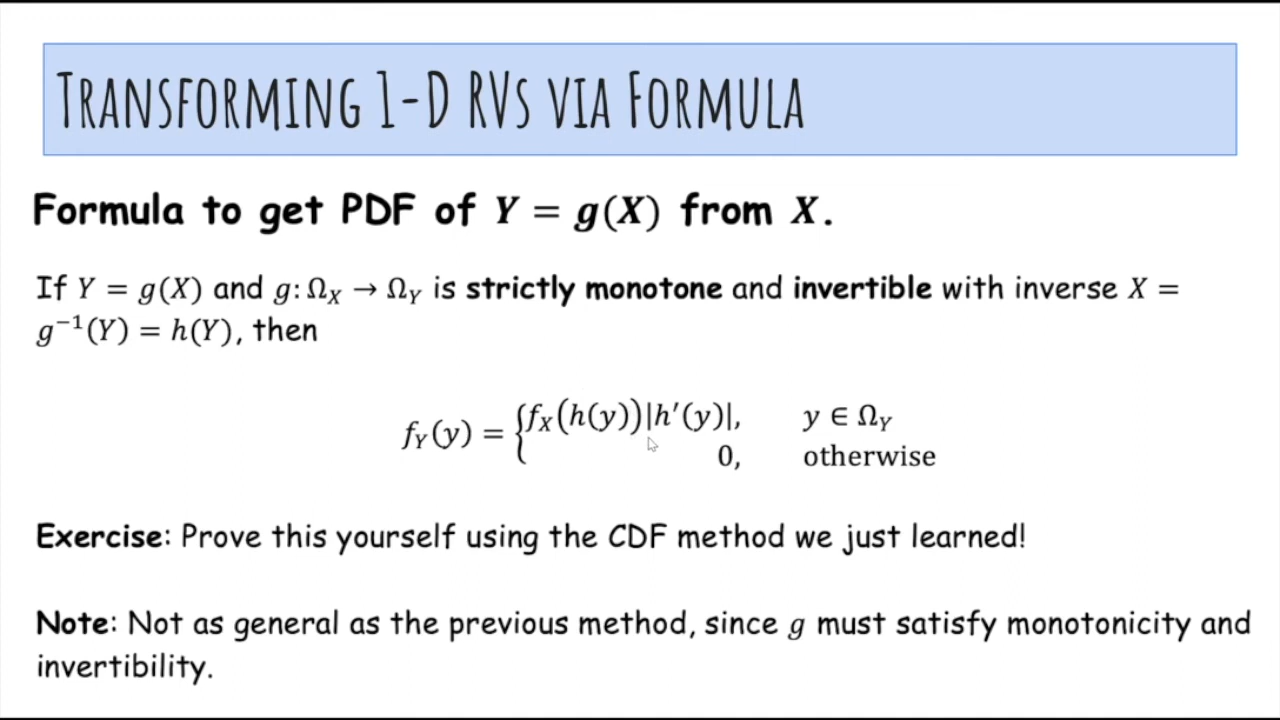 TRANSFORMING 1-D RVS VIA FORMULA
Formula to get PDF of Y = g(X) from X.
If Y = g(X) and g: Ω_X → Ω_Y is strictly monotone and invertible with inverse X =
g⁻¹(Y) = h(Y), then
f_Y(y) = { f_X(h(y))|h′(y)|, y ∈ Ω_Y
0, otherwise
Exercise: Prove this yourself using the CDF method we just learned!
Note: Not as general as the previous method, since g must satisfy monotonicity and
invertibility.